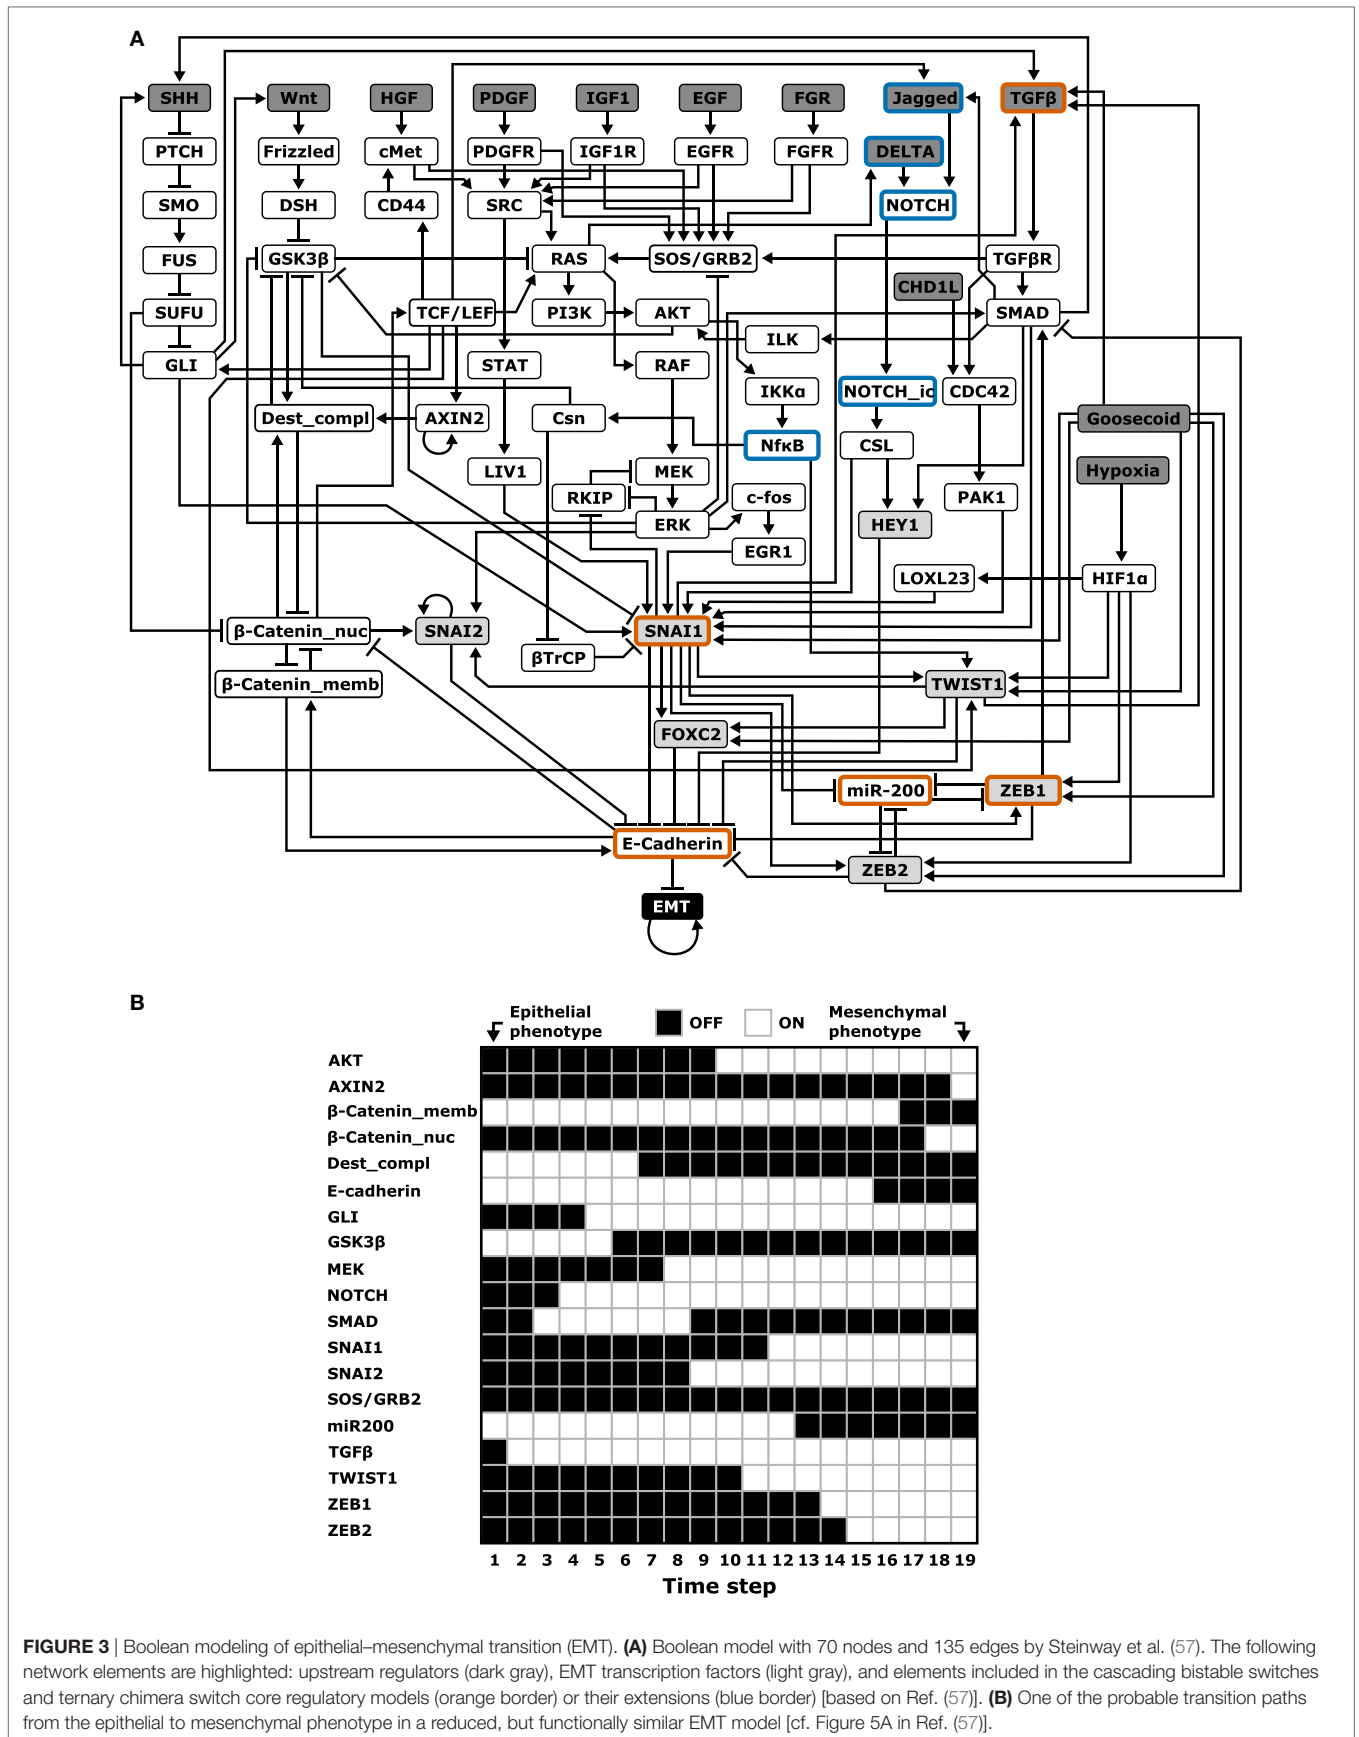 A
SHH
Wnt
HGF
PDGF
IGF1
EGF
FGR
Jagged
TGFβ
PTCH
Frizzled
cMet
PDGFR
IGF1R
EGFR
FGFR
DELTA
SMO
DSH
CD44
SRC
NOTCH
FUS
GSK3β
RAS
SOS/GRB2
TGFβR
CHD1L
SUFU
TCF/LEF
PI3K
AKT
SMAD
ILK
GLI
STAT
RAF
IKKα
NOTCH_ic
CDC42
Dest_compl
AXIN2
Csn
Goosecoid
NfκB
CSL
LIV1
MEK
Hypoxia
RKIP
c-fos
PAK1
ERK
HEY1
EGR1
LOXL23
HIF1α
β-Catenin_nuc
SNAI2
SNAI1
βTrCP
β-Catenin_memb
TWIST1
FOXC2
miR-200
ZEB1
E-Cadherin
ZEB2
EMT
B
Epithelial phenotype
OFF
ON
Mesenchymal phenotype
AKT
AXIN2
β-Catenin_memb
β-Catenin_nuc
Dest_compl
E-cadherin
GLI
GSK3β
MEK
NOTCH
SMAD
SNAI1
SNAI2
SOS/GRB2
miR200
TGFβ
TWIST1
ZEB1
ZEB2
1 2 3 4 5 6 7 8 9 10 11 12 13 14 15 16 17 18 19
Time step
FIGURE 3 | Boolean modeling of epithelial–mesenchymal transition (EMT). (A) Boolean model with 70 nodes and 135 edges by Steinway et al. (57). The following
network elements are highlighted: upstream regulators (dark gray), EMT transcription factors (light gray), and elements included in the cascading bistable switches
and ternary chimera switch core regulatory models (orange border) or their extensions (blue border) [based on Ref. (57)]. (B) One of the probable transition paths
from the epithelial to mesenchymal phenotype in a reduced, but functionally similar EMT model [cf. Figure 5A in Ref. (57)].